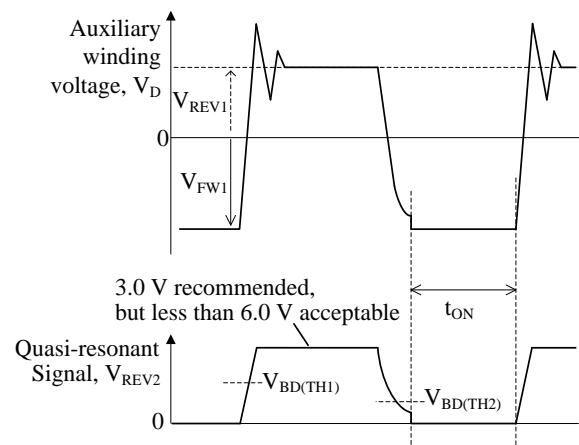 Auxiliary
winding
voltage, V_D
V_REV1
0
V_FW1
3.0 V recommended,
but less than 6.0 V acceptable
t_ON
Quasi-resonant
Signal, V_REV2
V_BD(TH1)
V_BD(TH2)
0